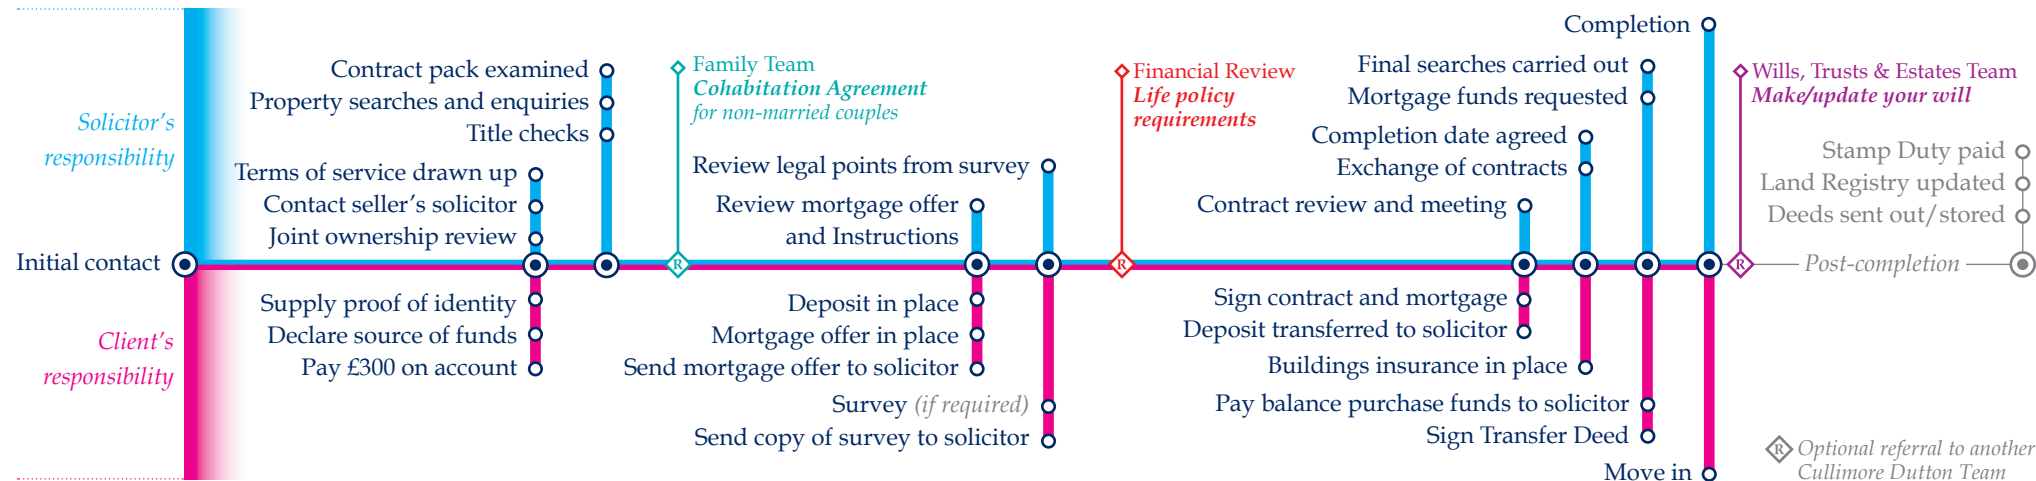 Solicitor's
responsibility
Client's
responsibility
Initial contact
Terms of service drawn up
Contact seller's solicitor
Joint ownership review
Supply proof of identity
Declare source of funds
Pay £300 on account
Contract pack examined
Property searches and enquiries
Title checks
Family Team
Cohabitation Agreement
for non-married couples
R
Review mortgage offer
and Instructions
Deposit in place
Mortgage offer in place
Send mortgage offer to solicitor
Review legal points from survey
Survey (if required)
Send copy of survey to solicitor
Financial Review
Life policy
requirements
R
Contract review and meeting
Sign contract and mortgage
Deposit transferred to solicitor
Completion date agreed
Exchange of contracts
Buildings insurance in place
Final searches carried out
Mortgage funds requested
Pay balance purchase funds to solicitor
Sign Transfer Deed
Completion
Move in
Wills, Trusts & Estates Team
Make/update your will
R
Stamp Duty paid
Land Registry updated
Deeds sent out/stored
Post-completion
R Optional referral to another
Cullimore Dutton Team